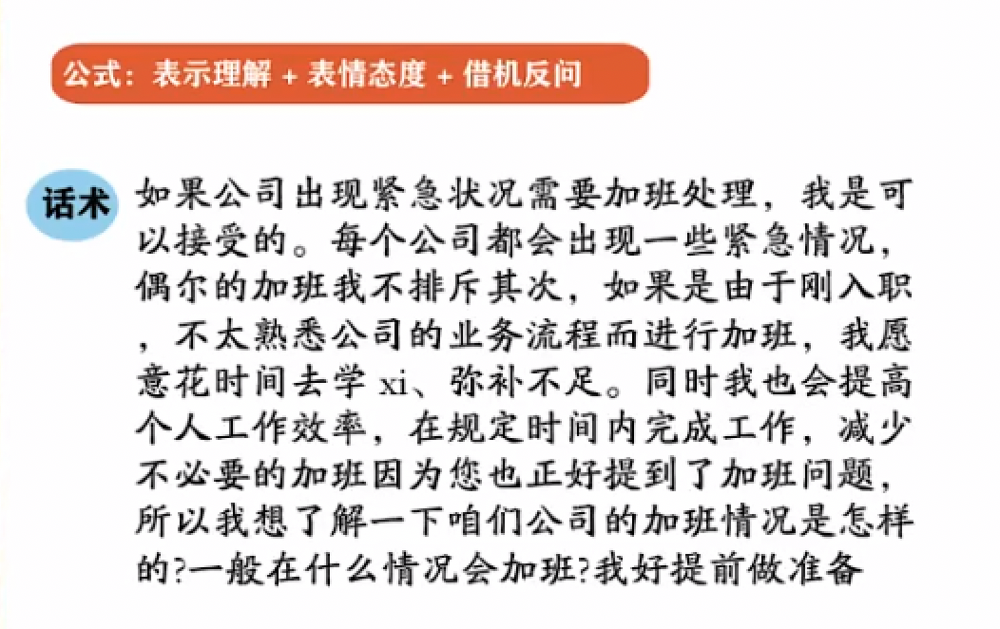 公式：表示理解 + 表情态度 + 借机反问
话术
如果公司出现紧急状况需要加班处理，我是可
以接受的。每个公司都会出现一些紧急情况，
偶尔的加班我不排斥其次，如果是由于刚入职
，不太熟悉公司的业务流程而进行加班，我愿
意花时间去学 xi、弥补不足。同时我也会提高
个人工作效率，在规定时间内完成工作，减少
不必要的加班因为您也正好提到了加班问题，
所以我想了解一下咱们公司的加班情况是怎样
的?一般在什么情况会加班?我好提前做准备